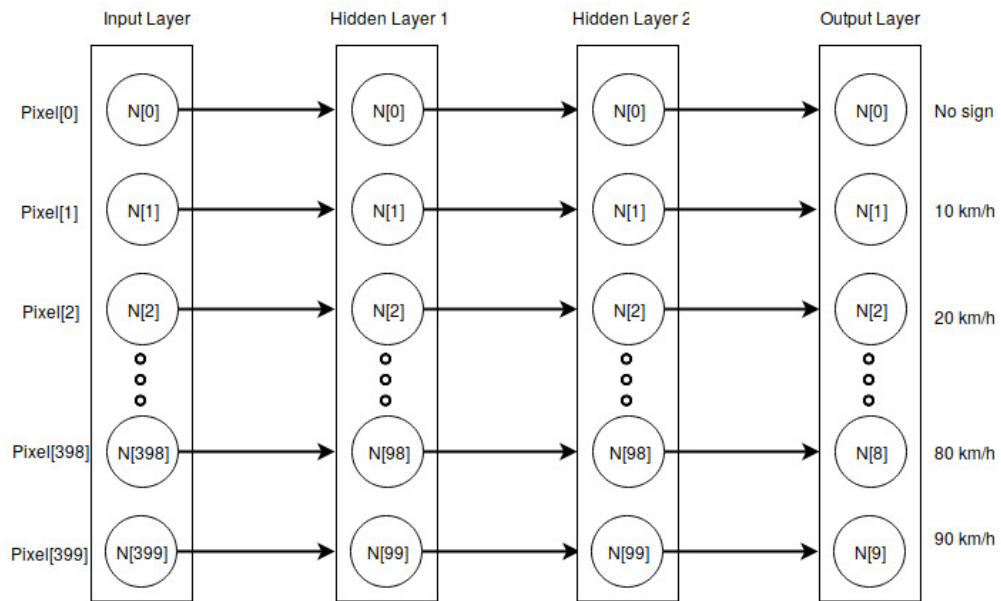 Input Layer Hidden Layer 1 Hidden Layer 2 Output Layer
Pixel[0] N[0] N[0] N[0] N[0] No sign
Pixel[1] N[1] N[1] N[1] N[1] 10 km/h
Pixel[2] N[2] N[2] N[2] N[2] 20 km/h
Pixel[398] N[398] N[98] N[98] N[8] 80 km/h
Pixel[399] N[399] N[99] N[99] N[9] 90 km/h